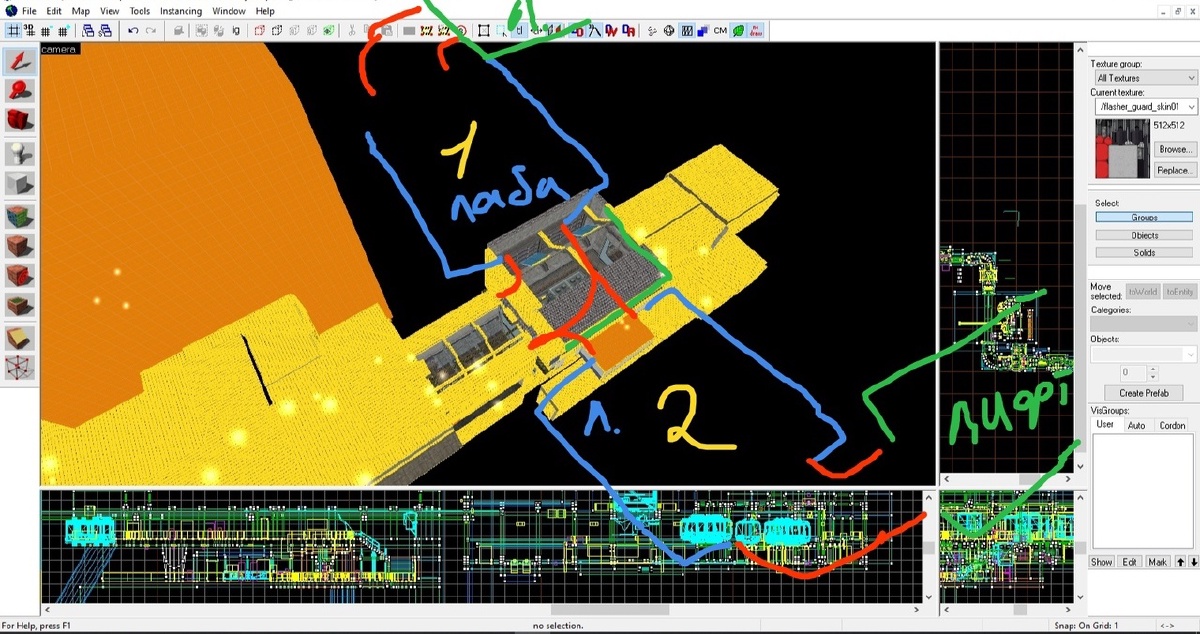 File Edit Map View Tools Instancing Window Help
camera
CM
Texture group:
All Textures
Current texture:
/flasher_guard_skin01
512x512
Browse...
Replace...
Select:
Groups
Objects
Solids
Move selected:
toWorld
toEntity
Categories:
Objects:
0
Create Prefab
VisGroups:
User Auto Cordon
Show Edit Mark
1
лаба
Л.
2
For Help, press F1
no selection.
Snap: On Grid: 1
<->